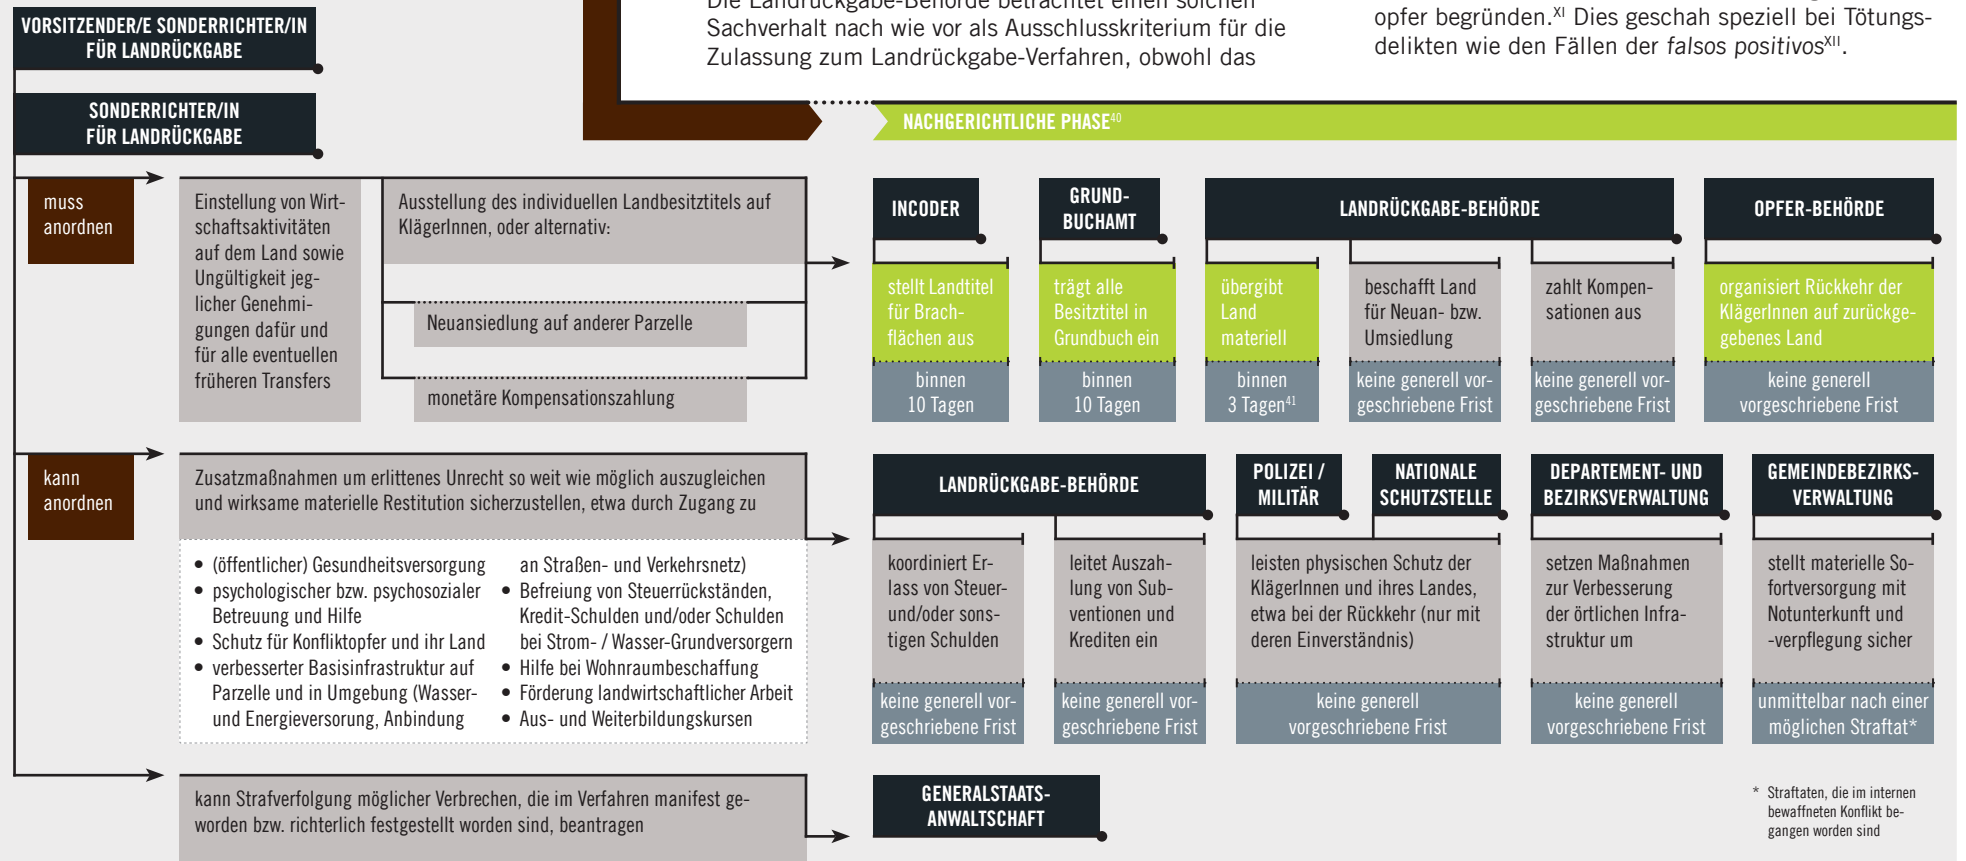 Die Landrückgabe-Behörde betrachtet einen solchen
Sachverhalt nach wie vor als Ausschlusskriterium für die
Zulassung zum Landrückgabe-Verfahren, obwohl das
opfer begründen.XI Dies geschah speziell bei Tötungs-
delikten wie den Fällen der falsos positivosXII.
VORSITZENDER/E SONDERRICHTER/IN
FÜR LANDRÜCKGABE
SONDERRICHTER/IN
FÜR LANDRÜCKGABE
NACHGERICHTLICHE PHASE40
muss
anordnen
Einstellung von Wirt-
schaftsaktivitäten
auf dem Land sowie
Ungültigkeit jeg-
licher Genehmi-
gungen dafür und
für alle eventuellen
früheren Transfers
Ausstellung des individuellen Landbesitztitels auf
KlägerInnen, oder alternativ:
Neuansiedlung auf anderer Parzelle
monetäre Kompensationszahlung
INCODER
stellt Landtitel
für Brach-
flächen aus
binnen
10 Tagen
GRUND-
BUCHAMT
trägt alle
Besitztitel in
Grundbuch ein
binnen
10 Tagen
LANDRÜCKGABE-BEHÖRDE
übergibt
Land
materiell
binnen
3 Tagen41
beschafft Land
für Neuan- bzw.
Umsiedlung
keine generell vor-
geschriebene Frist
zahlt Kompen-
sationen aus
keine generell vor-
geschriebene Frist
OPFER-BEHÖRDE
organisiert Rückkehr der
KlägerInnen auf zurückge-
gebenes Land
keine generell
vorgeschriebene Frist
kann
anordnen
Zusatzmaßnahmen um erlittenes Unrecht so weit wie möglich auszugleichen
und wirksame materielle Restitution sicherzustellen, etwa durch Zugang zu
• (öffentlicher) Gesundheitsversorgung
• psychologischer bzw. psychosozialer
Betreuung und Hilfe
• Schutz für Konfliktopfer und ihr Land
• verbesserter Basisinfrastruktur auf
Parzelle und in Umgebung (Wasser-
und Energieversorung, Anbindung
an Straßen- und Verkehrsnetz)
• Befreiung von Steuerrückständen,
Kredit-Schulden und/oder Schulden
bei Strom- / Wasser-Grundversorgern
• Hilfe bei Wohnraumbeschaffung
• Förderung landwirtschaftlicher Arbeit
• Aus- und Weiterbildungskursen
LANDRÜCKGABE-BEHÖRDE
koordiniert Er-
lass von Steuer-
und/oder sons-
tigen Schulden
keine generell vor-
geschriebene Frist
leitet Auszah-
lung von Sub-
ventionen und
Krediten ein
keine generell vor-
geschriebene Frist
POLIZEI /
MILITÄR
NATIONALE
SCHUTZSTELLE
leisten physischen Schutz der
KlägerInnen und ihres Landes,
etwa bei der Rückkehr (nur mit
deren Einverständnis)
keine generell
vorgeschriebene Frist
DEPARTEMENT- UND
BEZIRKSVERWALTUNG
setzen Maßnahmen
zur Verbesserung
der örtlichen Infra-
struktur um
keine generell
vorgeschriebene Frist
GEMEINDEBEZIRKS-
VERWALTUNG
stellt materielle So-
fortversorgung mit
Notunterkunft und
-verpflegung sicher
unmittelbar nach einer
möglichen Straftat*
kann Strafverfolgung möglicher Verbrechen, die im Verfahren manifest ge-
worden bzw. richterlich festgestellt worden sind, beantragen
GENERALSTAATS-
ANWALTSCHAFT
* Straftaten, die im internen
bewaffneten Konflikt be-
gangen worden sind